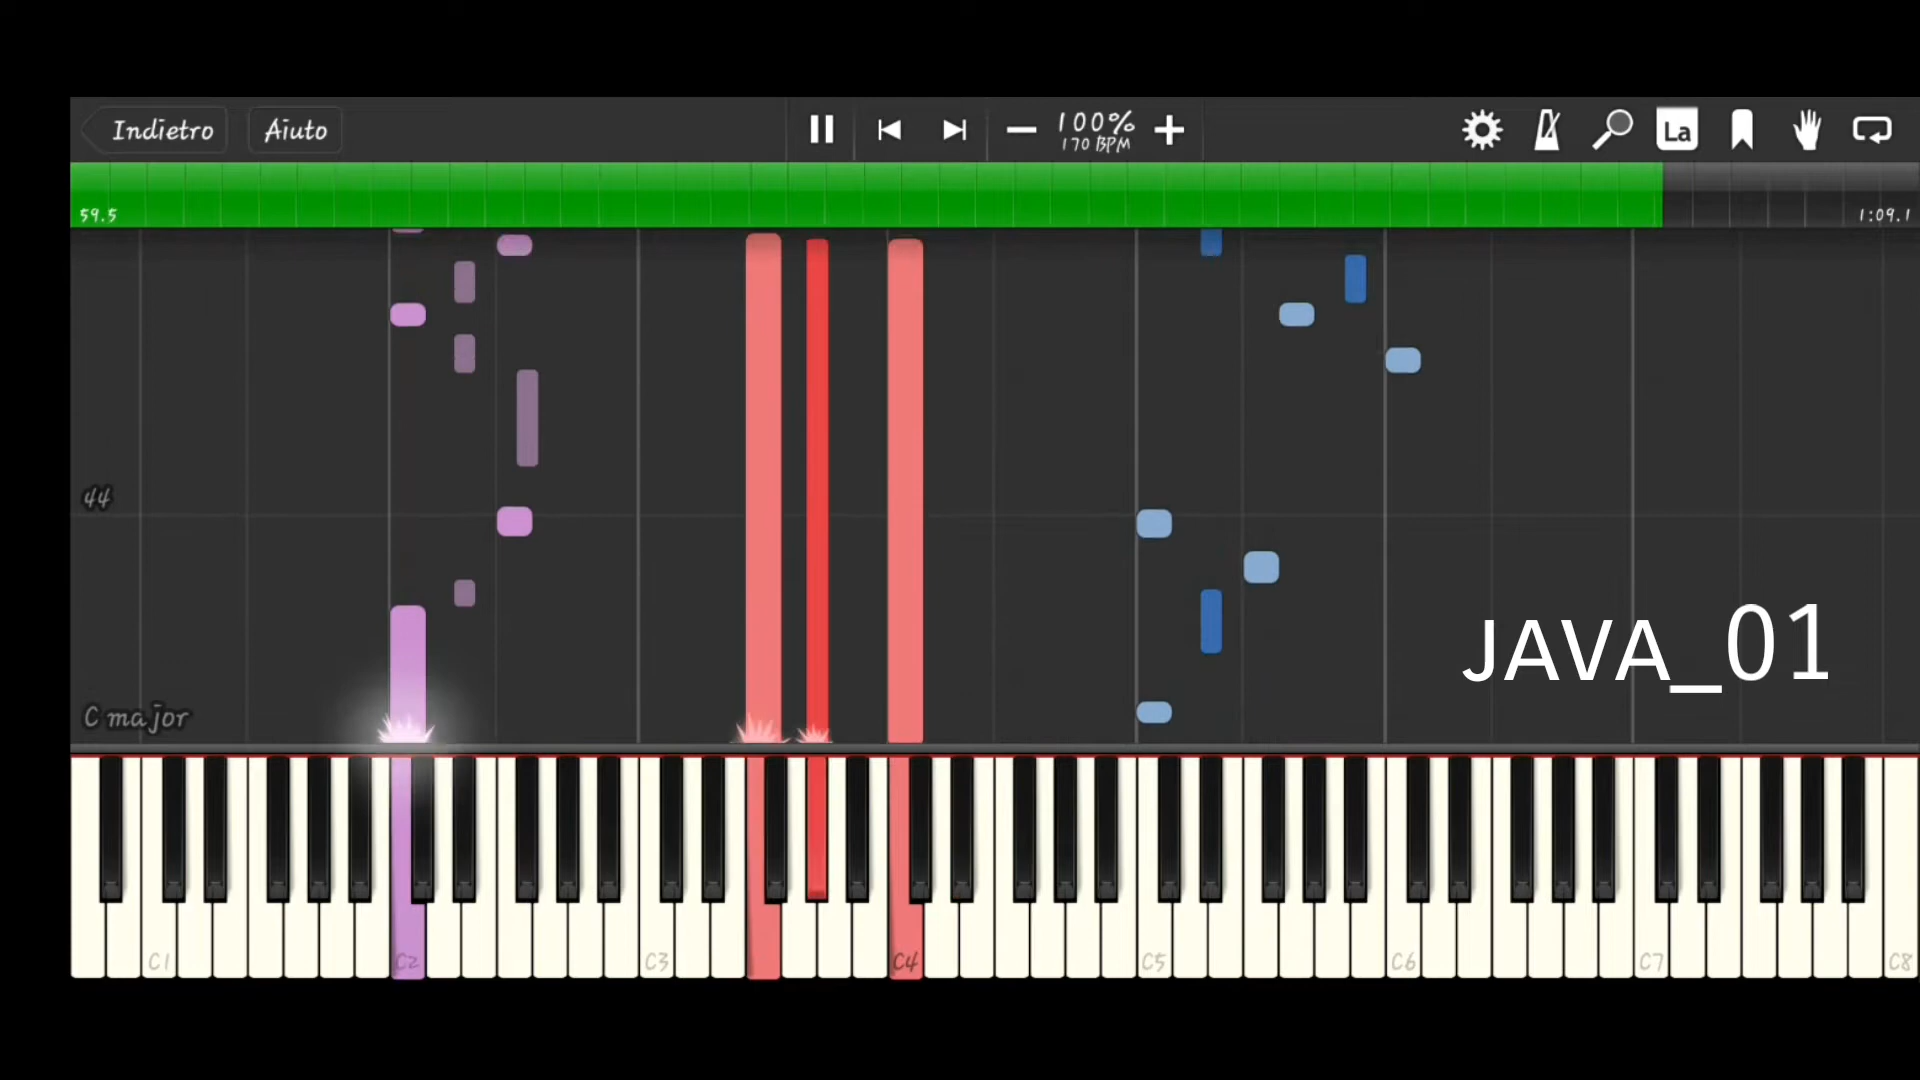 Indietro
Aiuto
100%
170 BPM
La
59.5
1:09.1
44
JAVA_01
C major
C1
C2
C3
C4
C5
C6
C7
C8